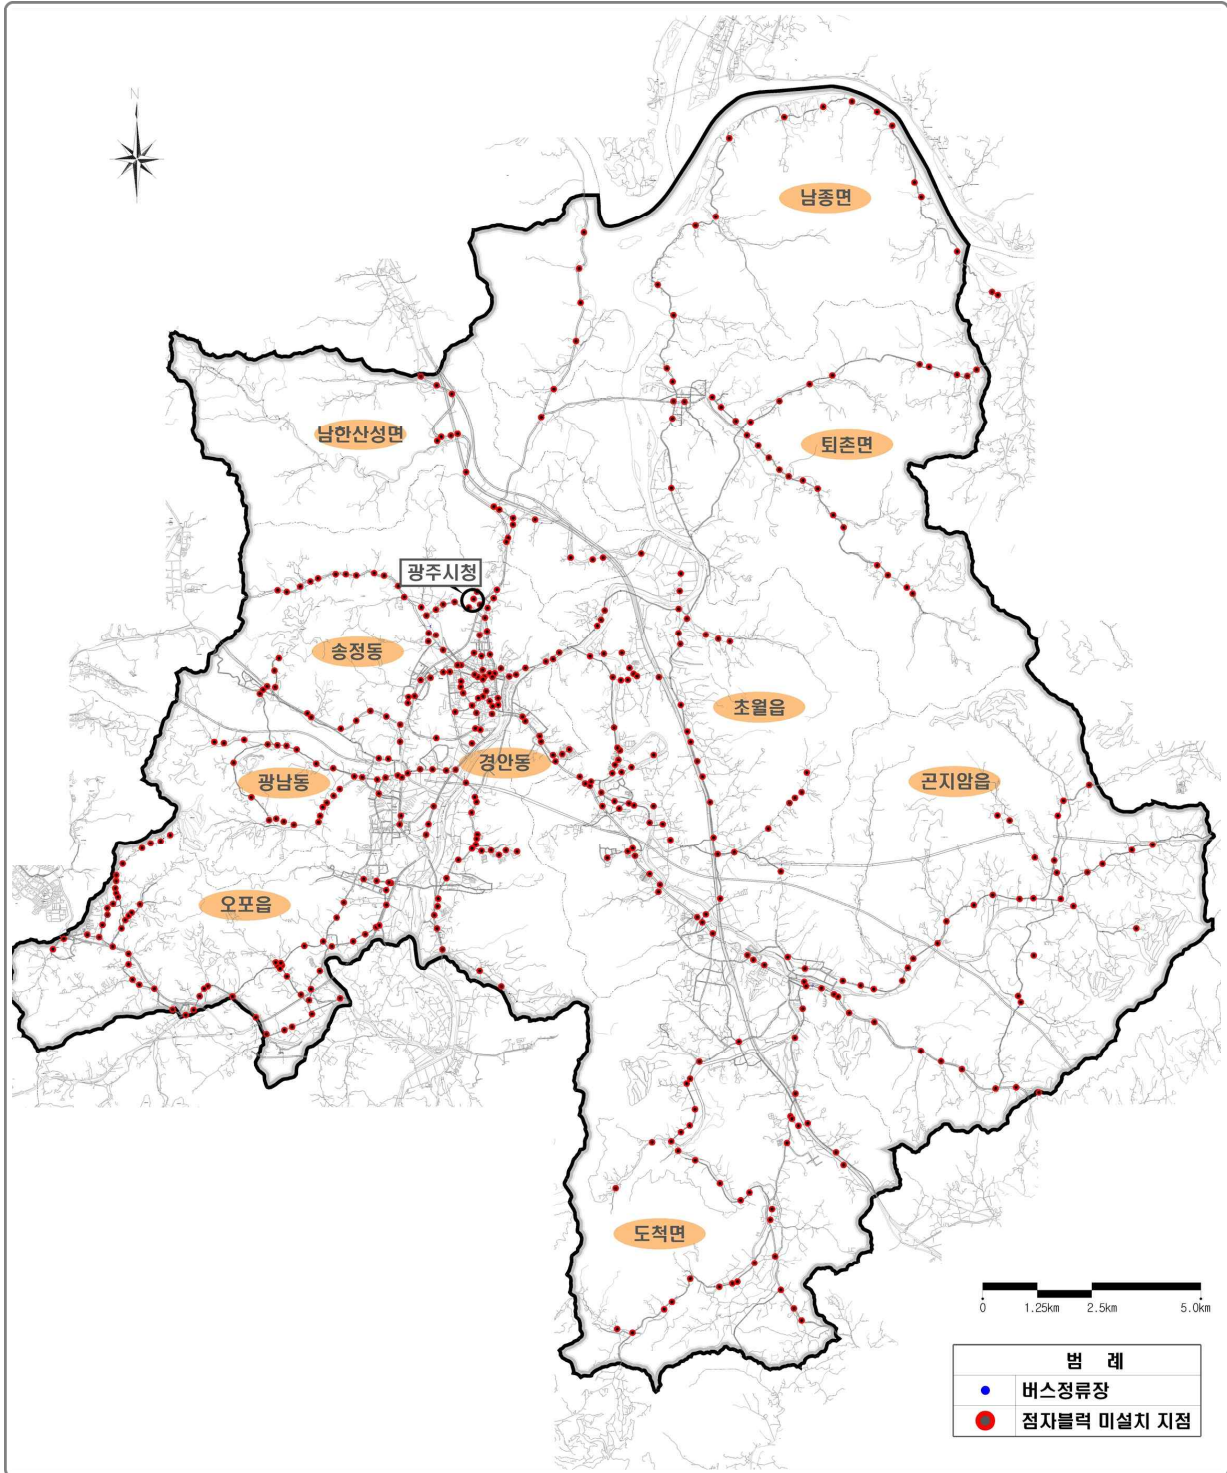 N
남종면
남한산성면
퇴촌면
광주시청
송정동
초월읍
경안동
광남동
곤지암읍
오포읍
도척면
0 1.25km 2.5km 5.0km
범 례
버스정류장
점자블럭 미설치 지점